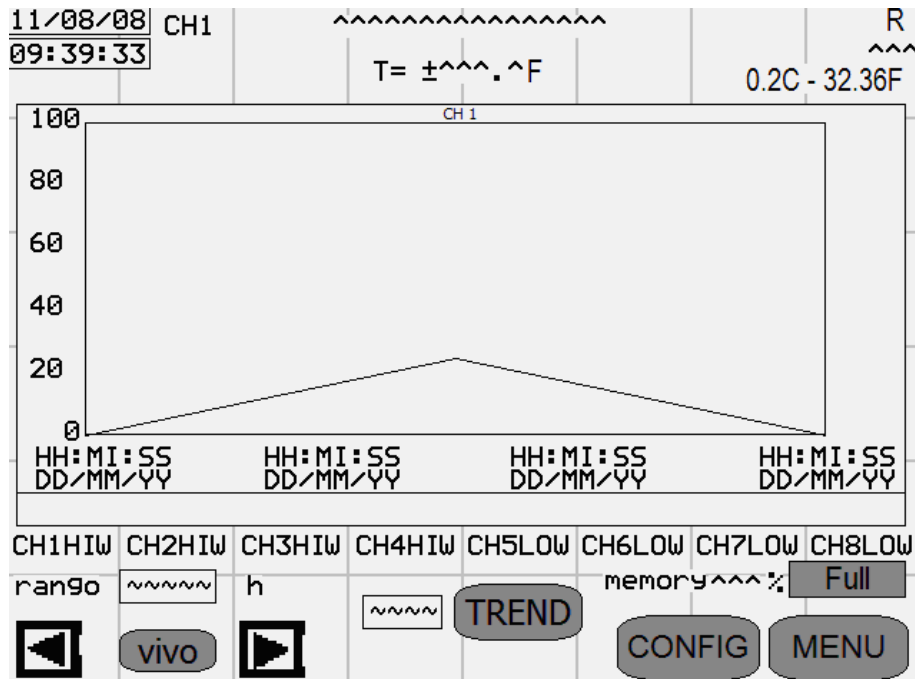 11/08/08 CH1 ^^^^^^^^^^^^^^^^ R
09:39:33 ^^^
T= ±^^^.^F
0.2C - 32.36F
CH 1
100
80
60
40
20
0
HH:MI:SS HH:MI:SS HH:MI:SS HH:MI:SS
DD/MM/YY DD/MM/YY DD/MM/YY DD/MM/YY
CH1HIW CH2HIW CH3HIW CH4HIW CH5LOW CH6LOW CH7LOW CH8LOW
rango ~~~~~ h memory^^^% Full
~~~~ TREND
vivo CONFIG MENU